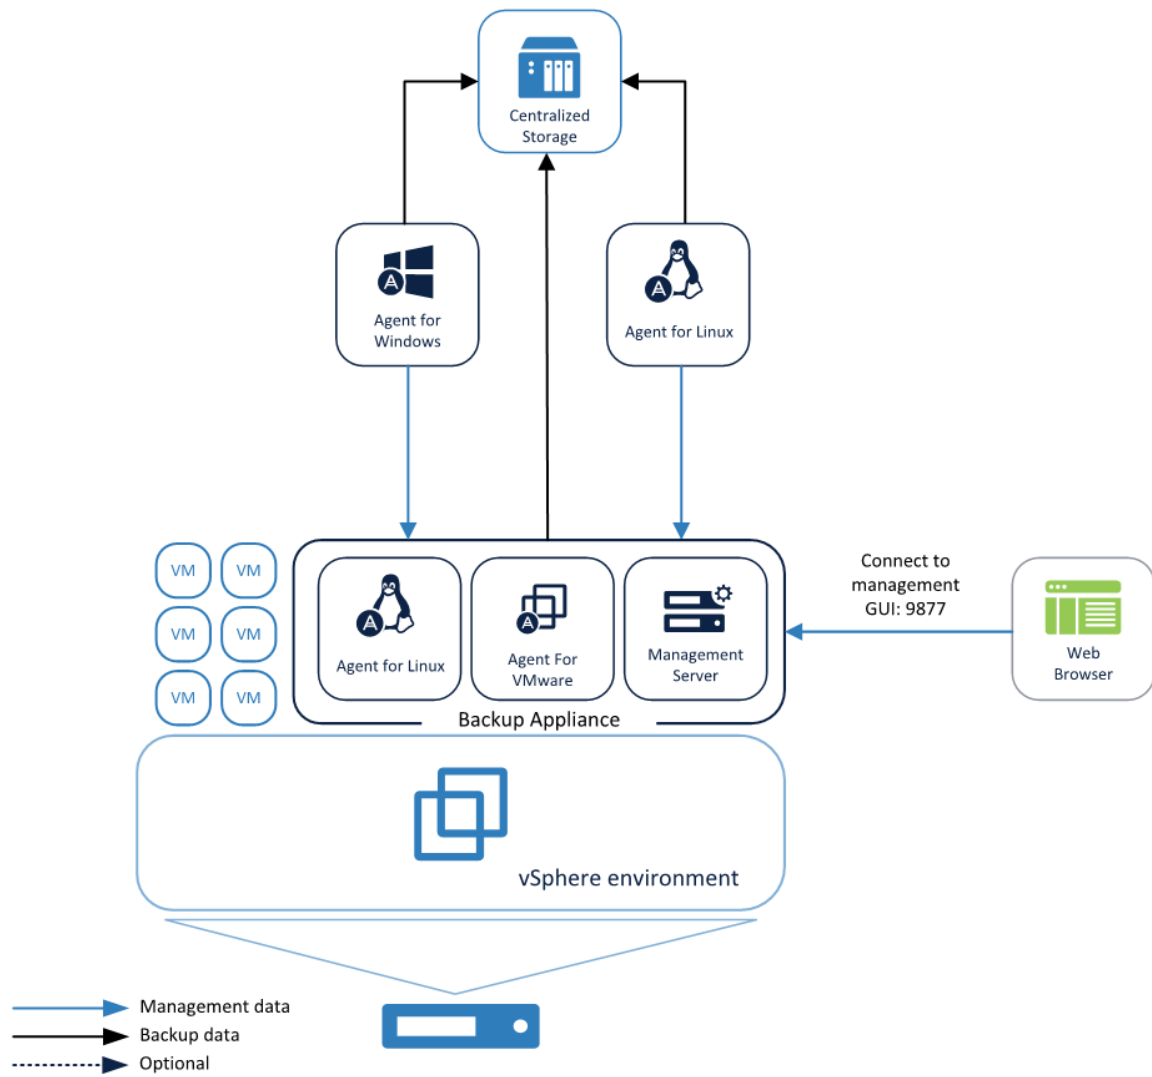 Centralized
Storage
Agent for
Windows
Agent for Linux
VM
VM
VM
VM
VM
VM
Agent for Linux
Agent For
VMware
Management
Server
Backup Appliance
Connect to
management
GUI: 9877
Web
Browser
vSphere environment
Management data
Backup data
Optional